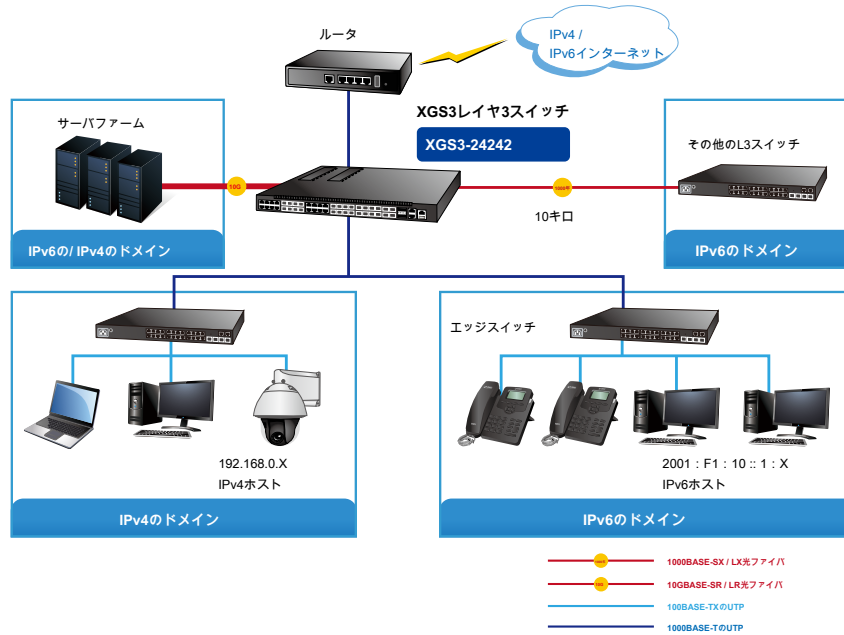 ルータ
IPv4 /
IPv6インターネット
XGS3レイヤ3スイッチ
XGS3-24242
サーバファーム
その他のL3スイッチ
10G
10キロ
IPv6の/ IPv4のドメイン
IPv6のドメイン
エッジスイッチ
192.168.0.X
IPv4ホスト
2001 : F1 : 10 :: 1 : X
IPv6ホスト
IPv4のドメイン
IPv6のドメイン
1000BASE-SX / LX光ファイバ
10G
10GBASE-SR / LR光ファイバ
100BASE-TXのUTP
1000BASE-TのUTP